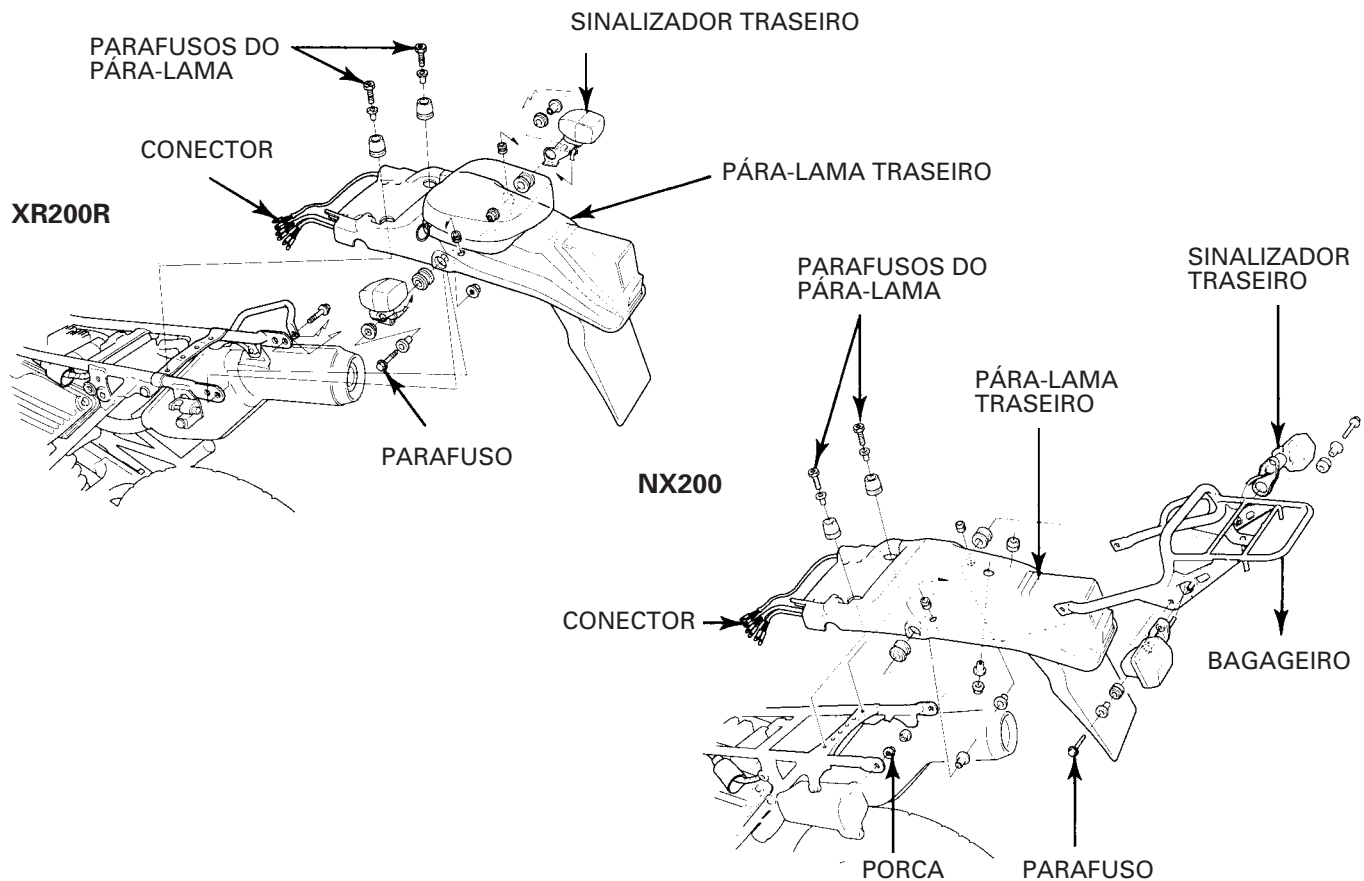 SINALIZADOR TRASEIRO
PARAFUSOS DO
PÁRA-LAMA
CONECTOR
PÁRA-LAMA TRASEIRO
XR200R
PARAFUSO
SINALIZADOR
TRASEIRO
PARAFUSOS DO
PÁRA-LAMA
PÁRA-LAMA
TRASEIRO
NX200
CONECTOR
BAGAGEIRO
PORCA
PARAFUSO